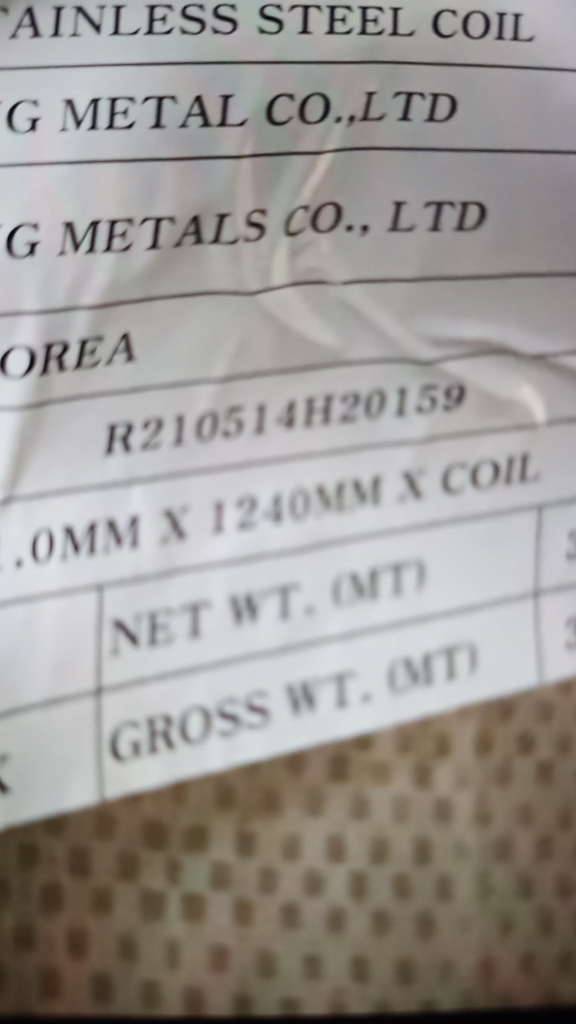 STAINLESS STEEL COIL
G METAL CO.,LTD
G METALS CO., LTD
OREA
R210514H20159
.0MM X 1240MM X COIL
NET WT. (MT)
GROSS WT. (MT)